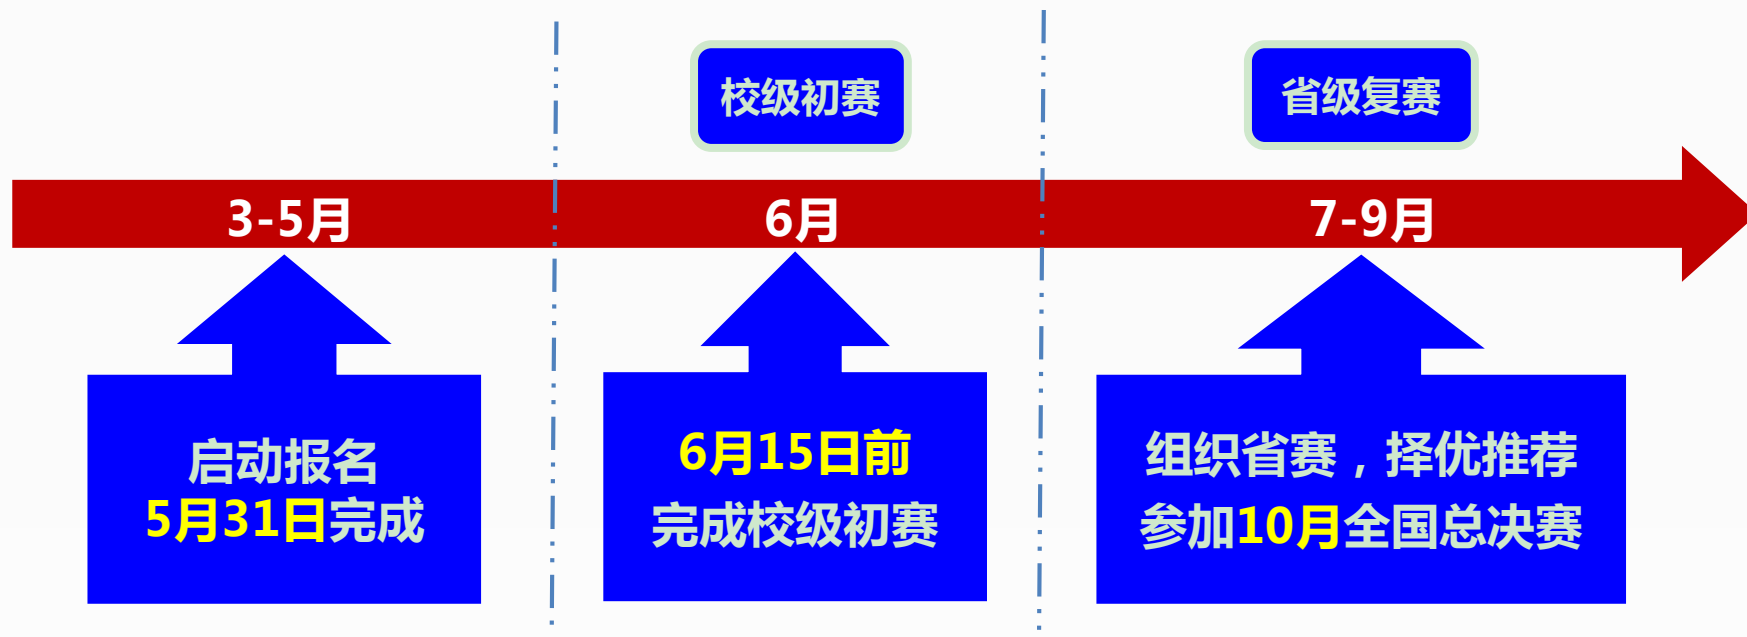 校级初赛
省级复赛
3-5月
6月
7-9月
启动报名
5月31日完成
6月15日前
完成校级初赛
组织省赛，择优推荐
参加10月全国总决赛